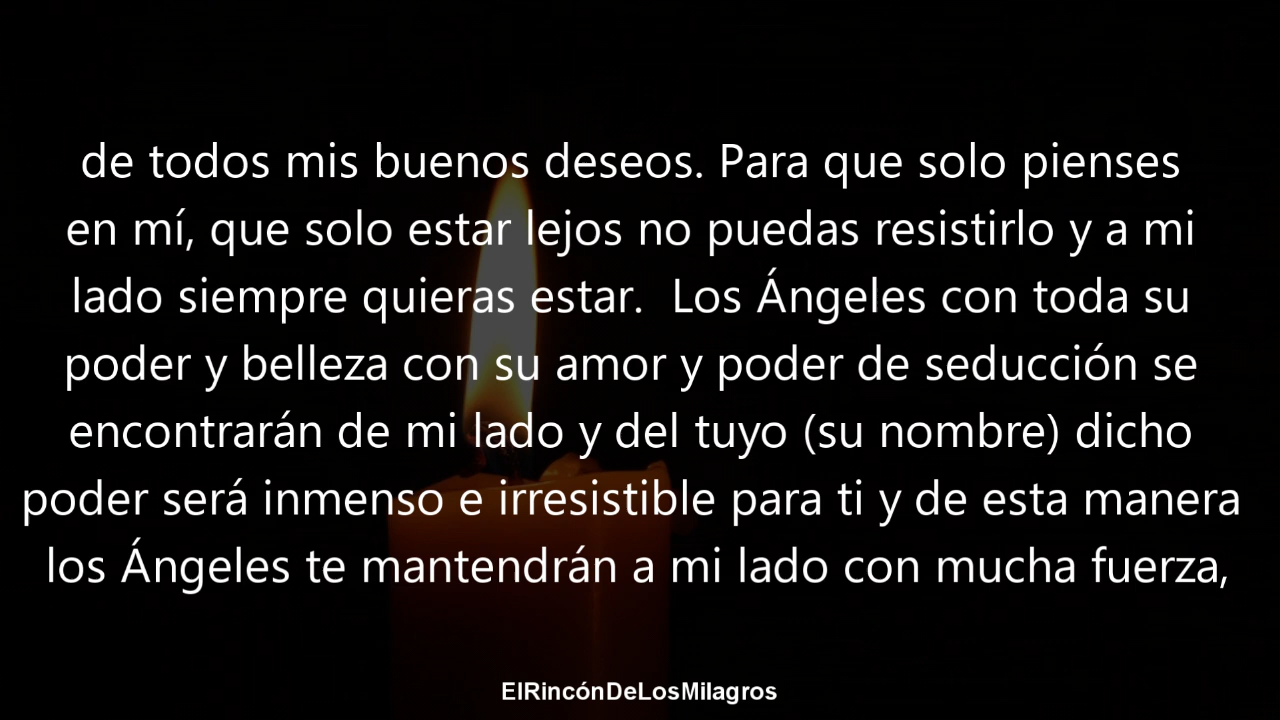 de todos mis buenos deseos. Para que solo pienses
en mí, que solo estar lejos no puedas resistirlo y a mi
lado siempre quieras estar.  Los Ángeles con toda su
poder y belleza con su amor y poder de seducción se
encontrarán de mi lado y del tuyo (su nombre) dicho
poder será inmenso e irresistible para ti y de esta manera
los Ángeles te mantendrán a mi lado con mucha fuerza,
ElRincónDeLosMilagros